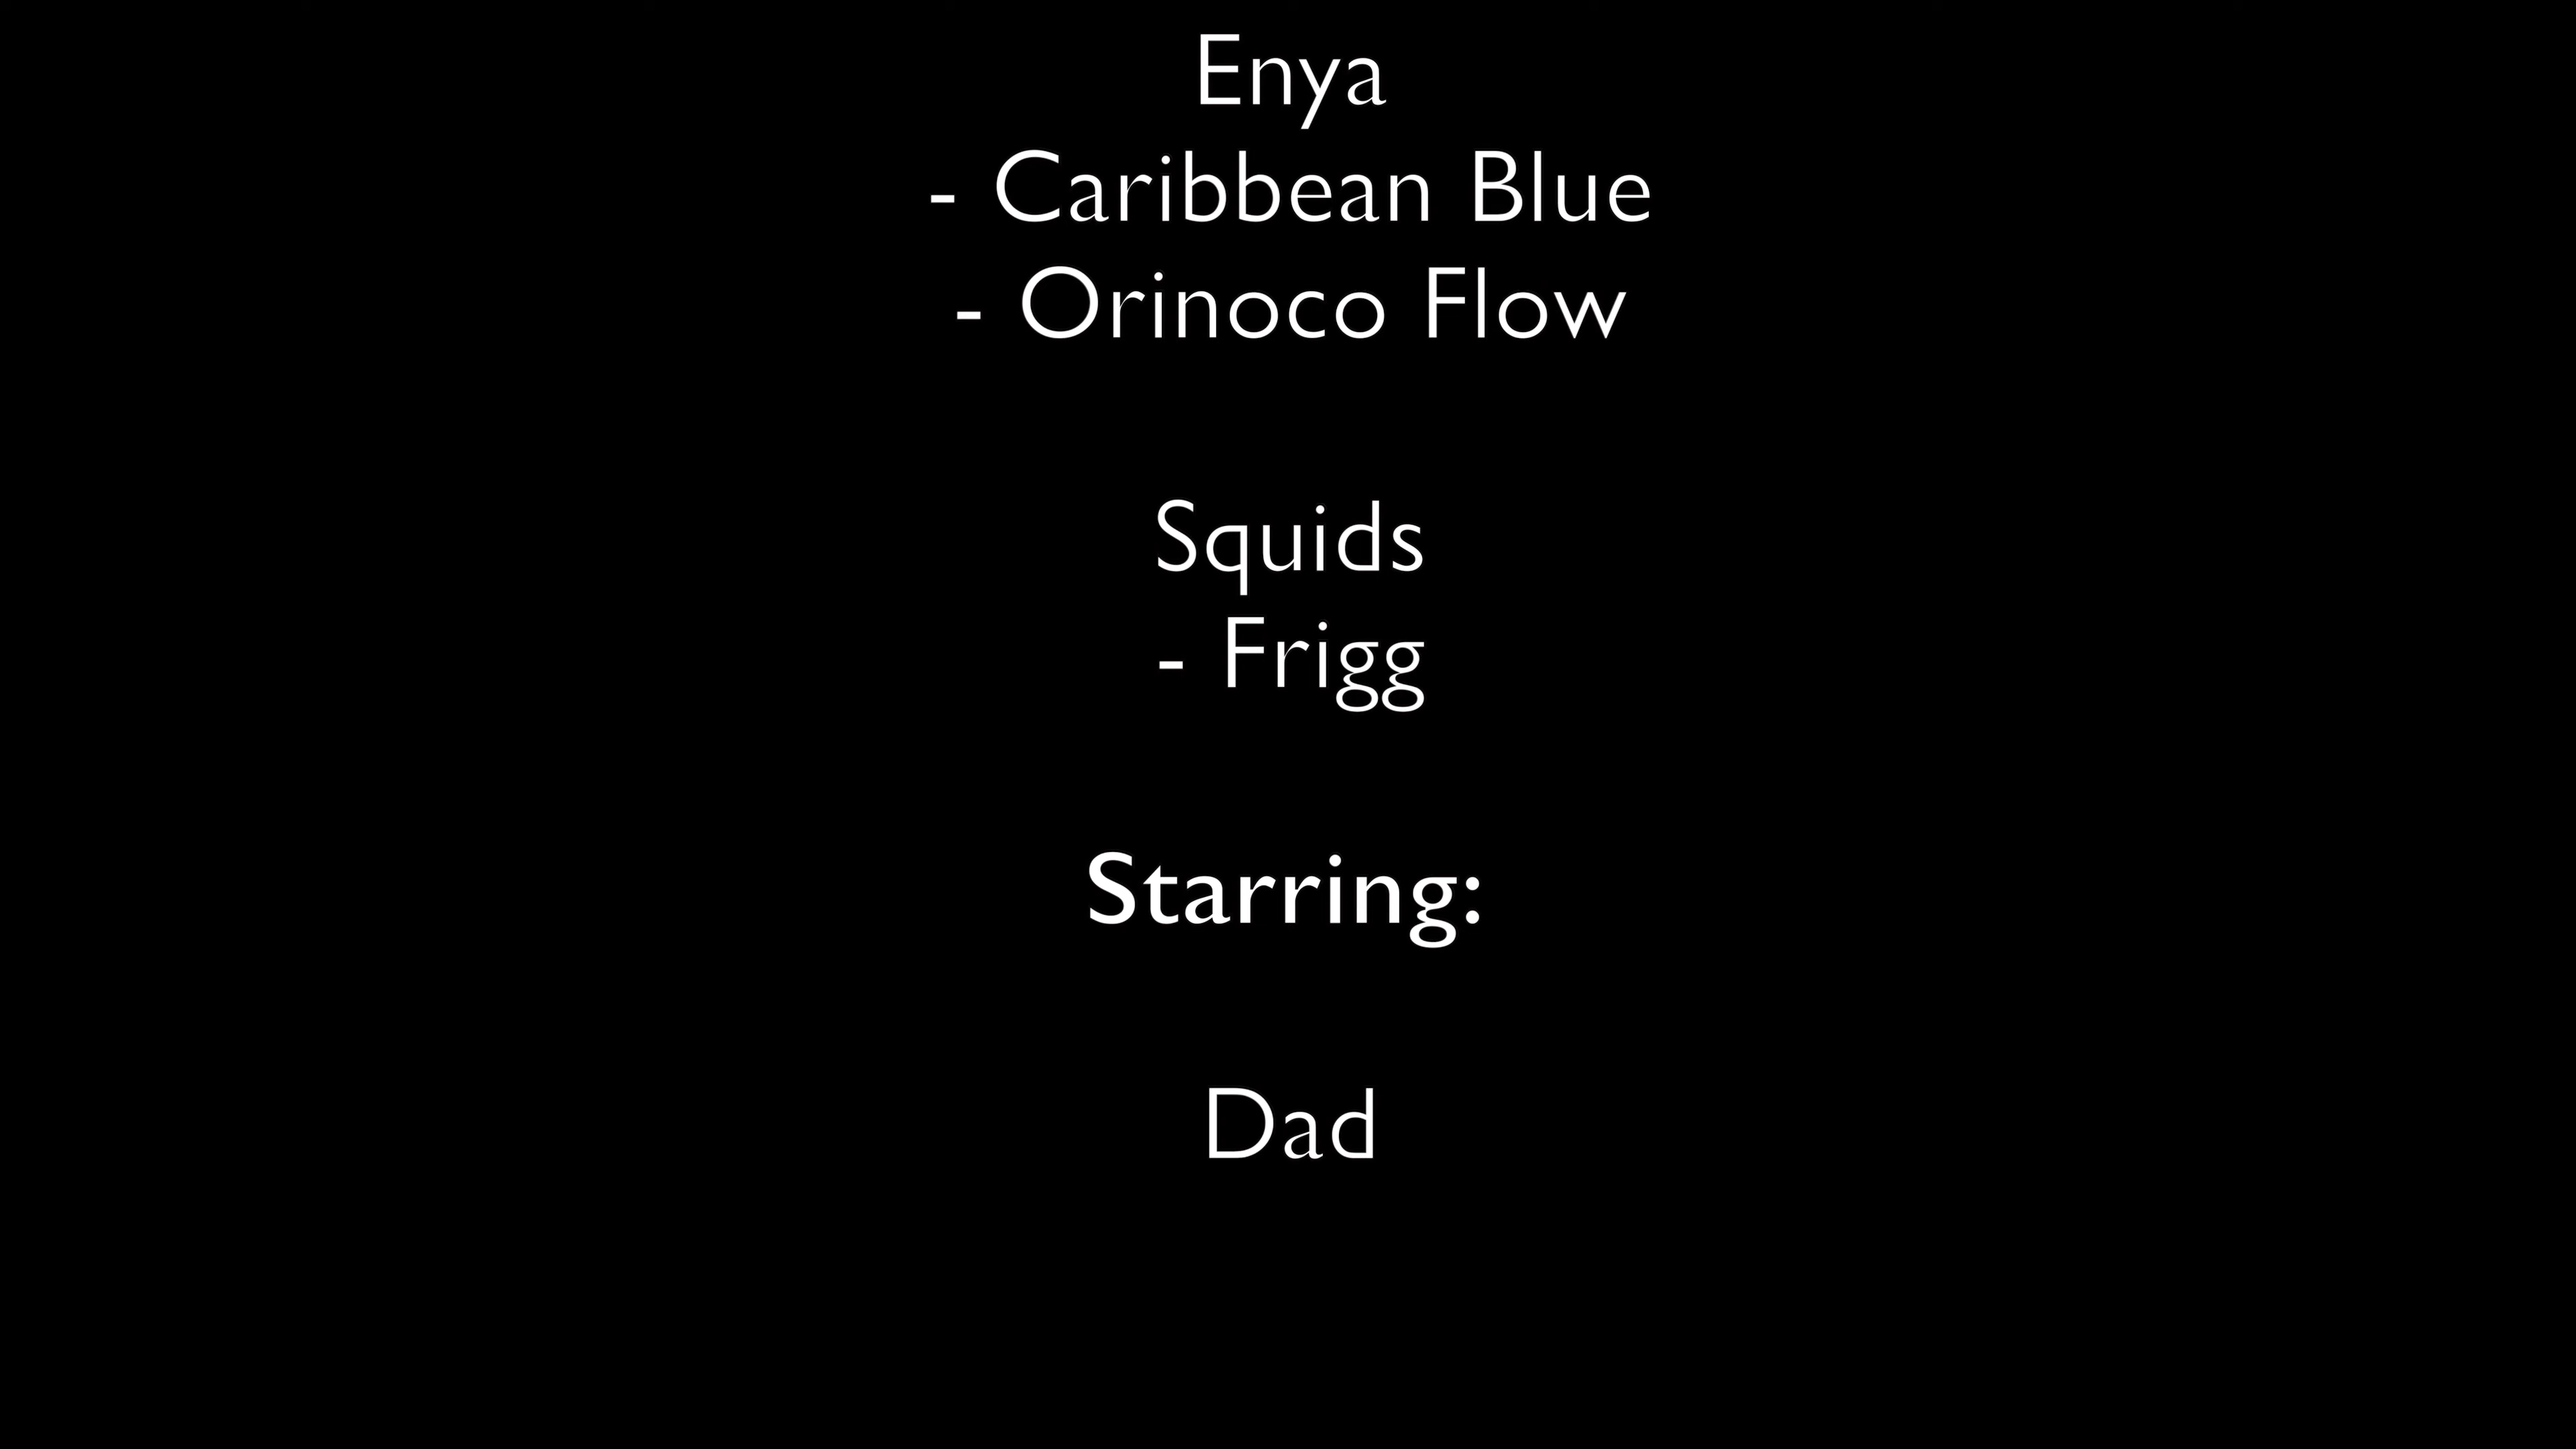 Enya
- Caribbean Blue
- Orinoco Flow
Squids
- Frigg
Starring:
Dad